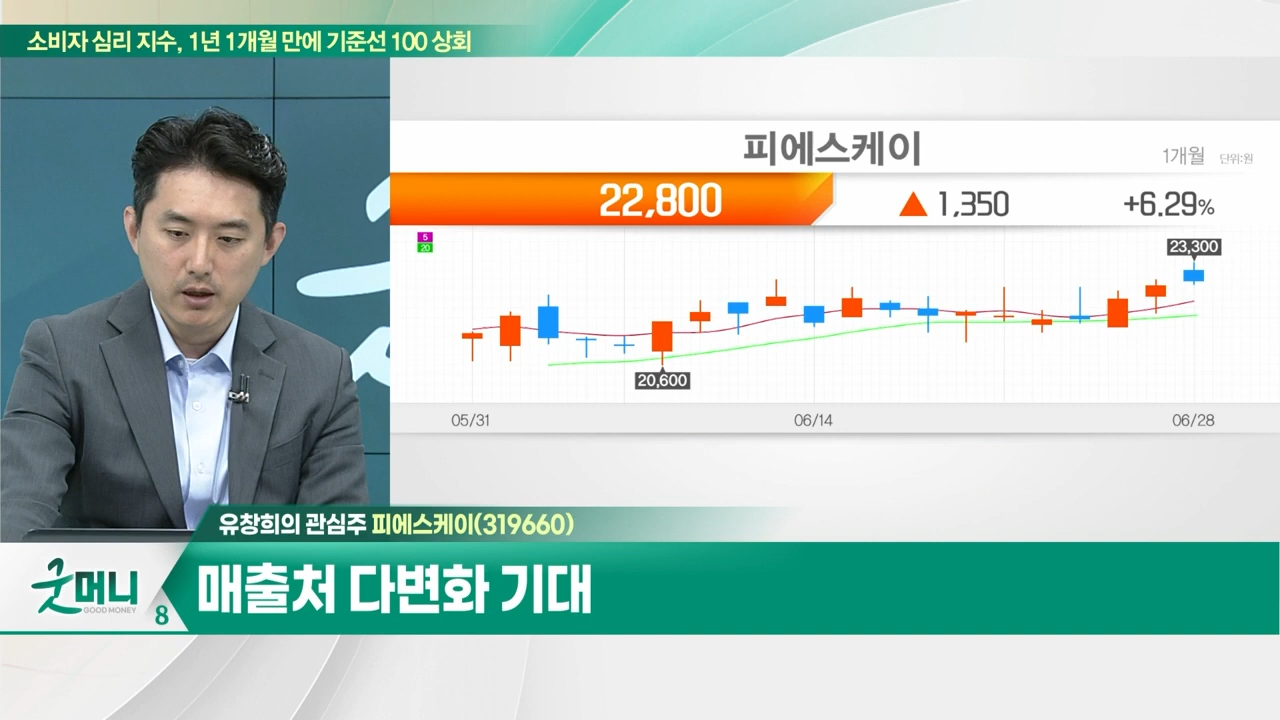 소비자 심리 지수, 1년 1개월 만에 기준선 100 상회
피에스케이
1개월 단위:원
22,800 ▲ 1,350 +6.29%
5
20
23,300
20,600
05/31 06/14 06/28
유창희의 관심주 피에스케이(319660)
굿머니
GOOD MONEY
8
매출처 다변화 기대